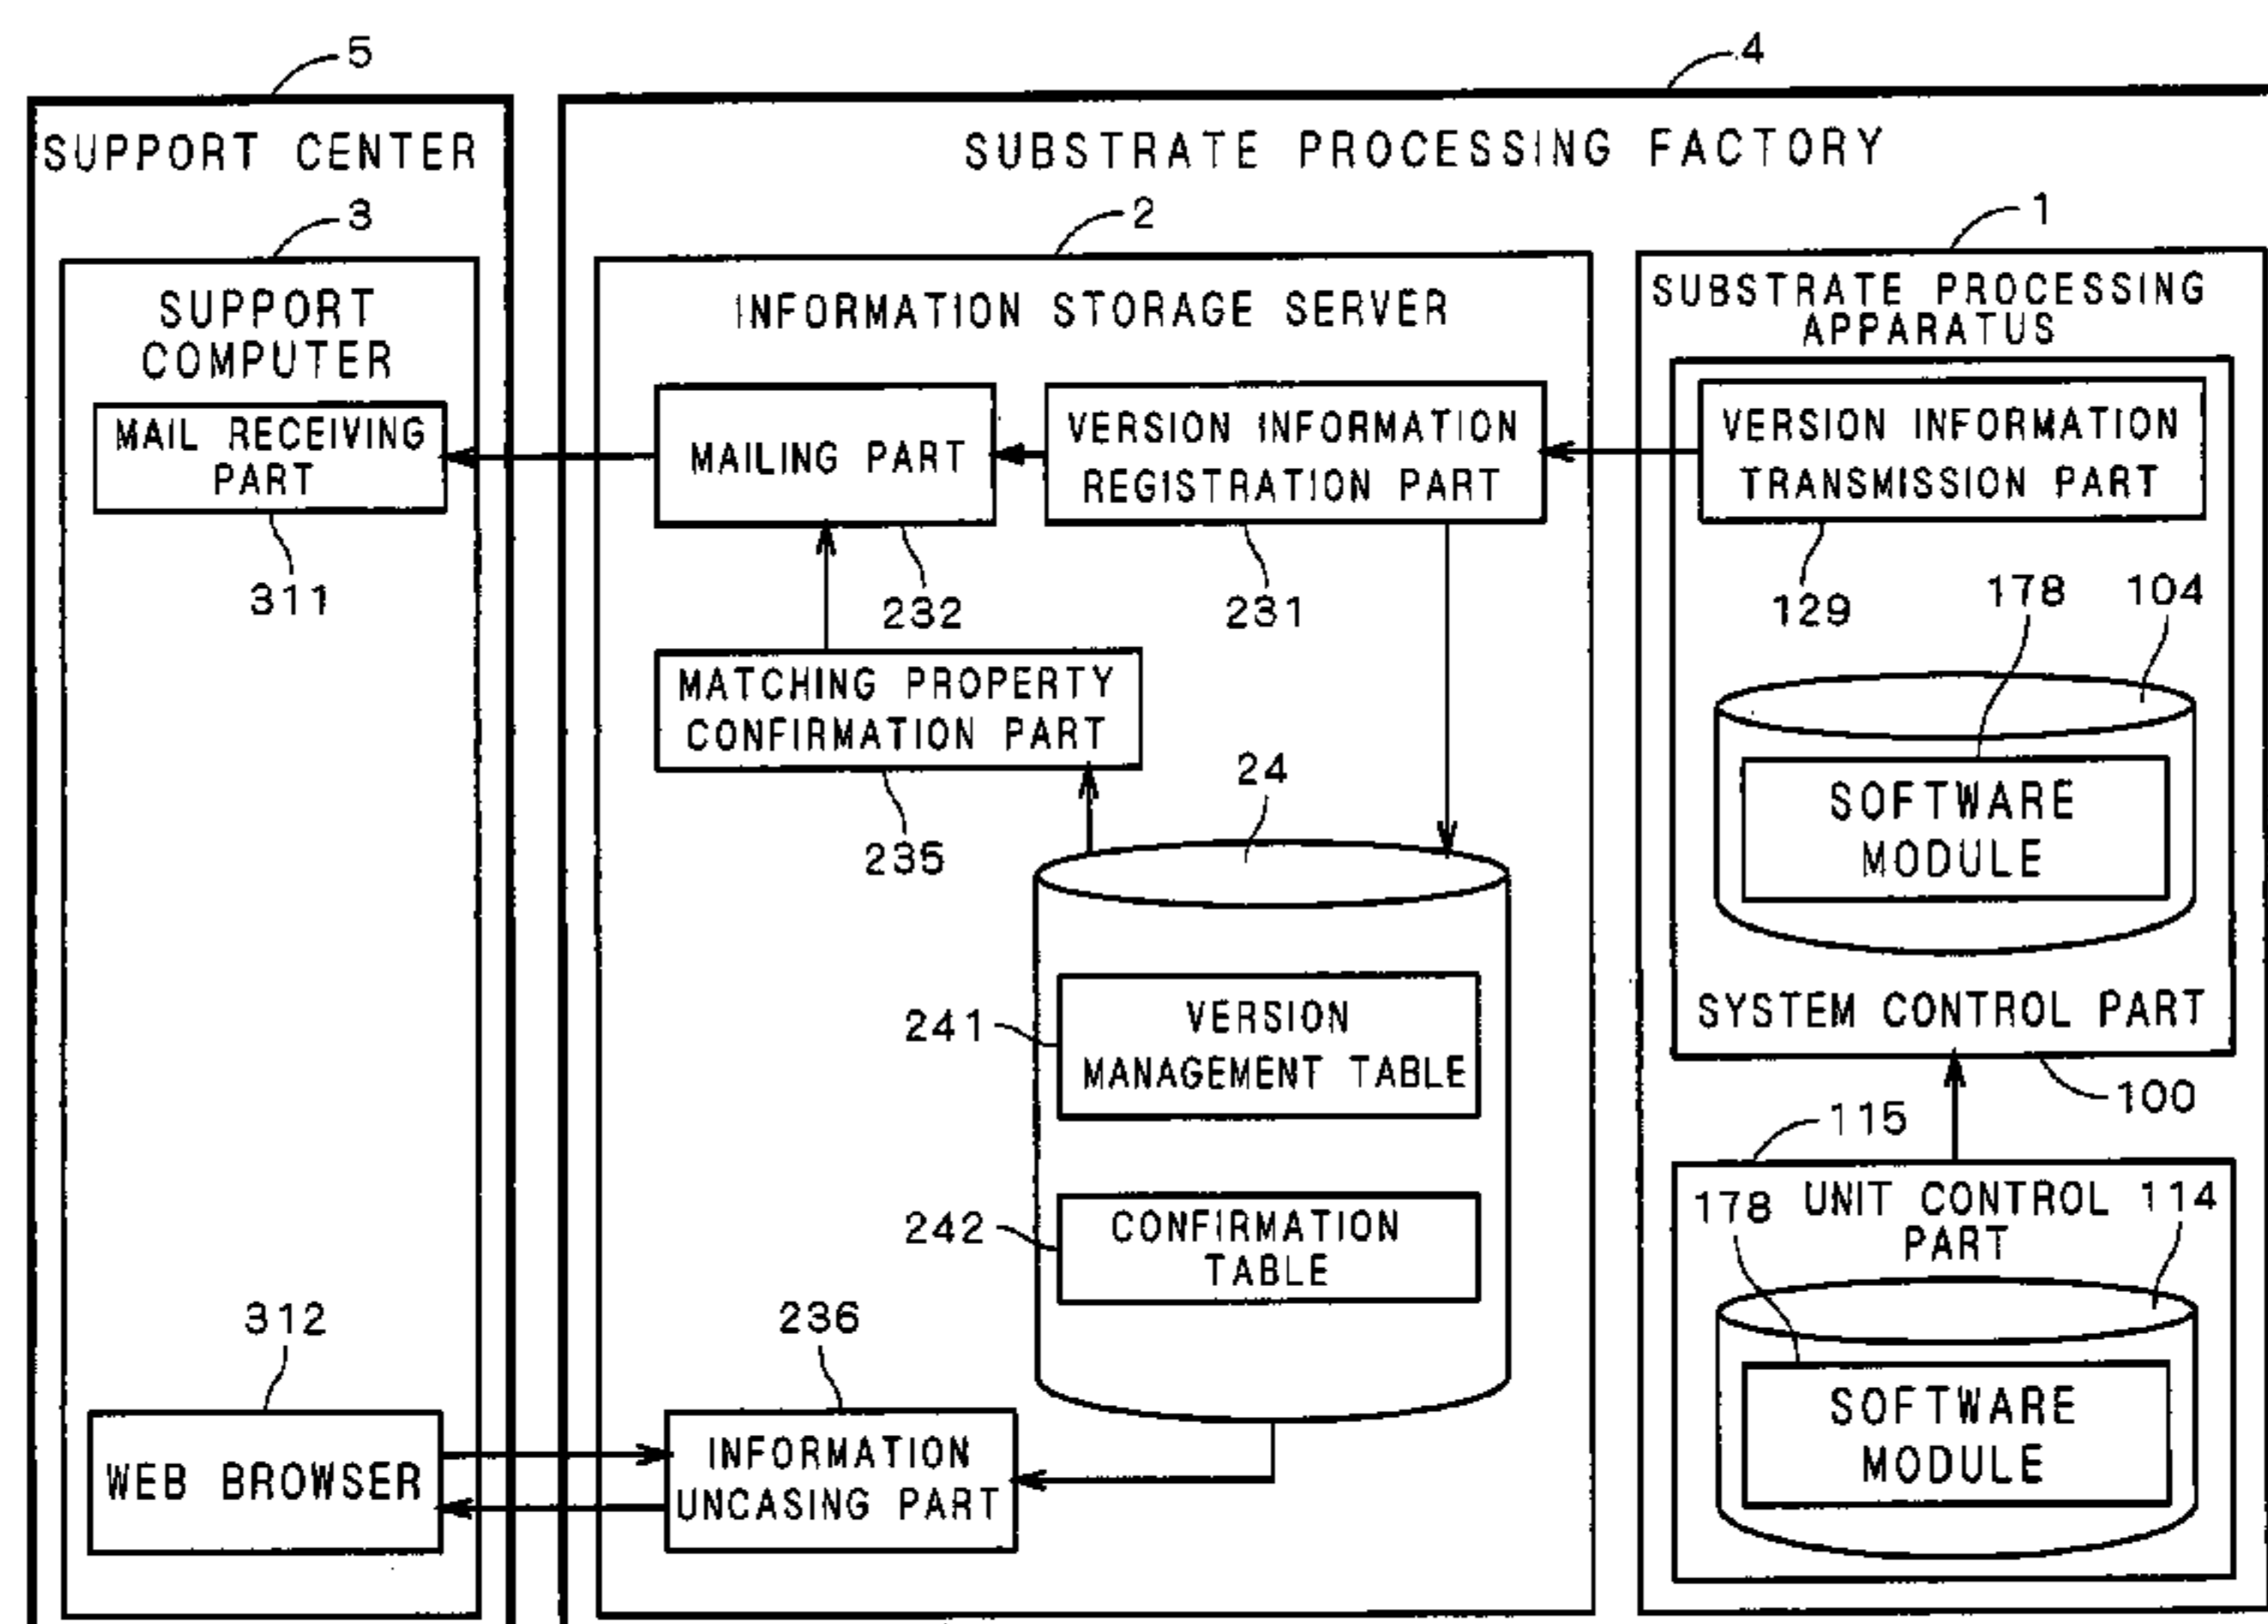 5
4
SUPPORT CENTER
SUBSTRATE PROCESSING FACTORY
3
2
1
SUPPORT
COMPUTER
INFORMATION STORAGE SERVER
SUBSTRATE PROCESSING
APPARATUS
MAIL RECEIVING
PART
MAILING PART
VERSION INFORMATION
REGISTRATION PART
VERSION INFORMATION
TRANSMISSION PART
311
232
231
129
178
104
MATCHING PROPERTY
CONFIRMATION PART
235
24
SOFTWARE
MODULE
241
VERSION
MANAGEMENT TABLE
SYSTEM CONTROL PART
100
115
242
CONFIRMATION
TABLE
178
UNIT CONTROL
PART
114
312
236
WEB BROWSER
INFORMATION
UNCASING PART
SOFTWARE
MODULE